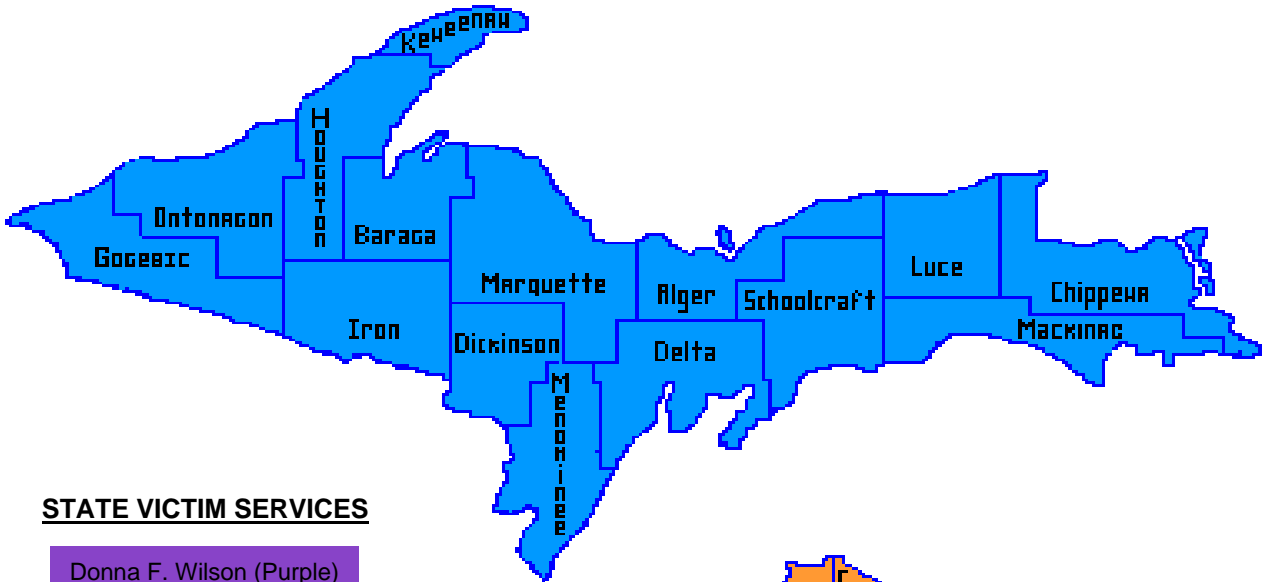 Keweenaw
Houghton
Ontonagon
Baraga
Gogebic
Luce
Marquette
Alger
Schoolcraft
Chippewa
Iron
Dickinson
Delta
Mackinac
Menominee
STATE VICTIM SERVICES
Donna F. Wilson (Purple)